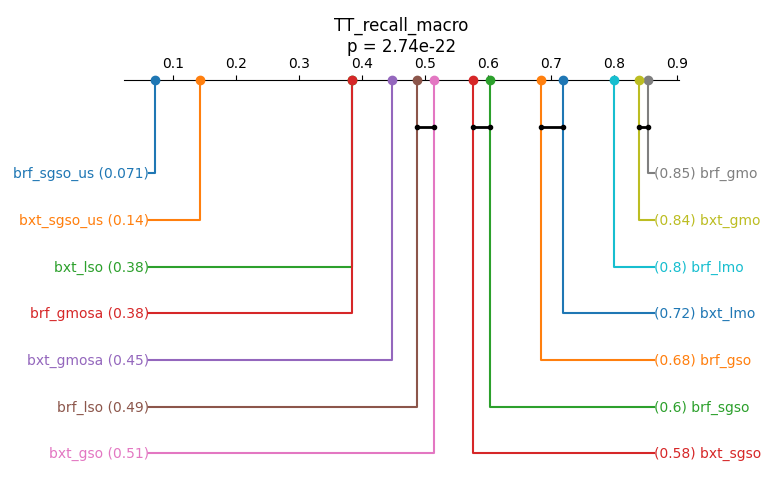 TT_recall_macro
p = 2.74e-22
0.1 0.2 0.3 0.4 0.5 0.6 0.7 0.8 0.9
brf_sgso_us (0.071) (0.85) brf_gmo
bxt_sgso_us (0.14) (0.84) bxt_gmo
bxt_lso (0.38) (0.8) brf_lmo
brf_gmosa (0.38) (0.72) bxt_lmo
bxt_gmosa (0.45) (0.68) brf_gso
brf_lso (0.49) (0.6) brf_sgso
bxt_gso (0.51) (0.58) bxt_sgso